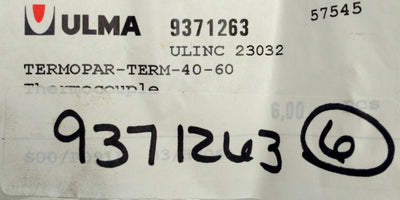 ULMA 9371263 57545
ULINC 23032
TERMOPAR-TERM-40-60
Thermocouple
6,00
9371263 6